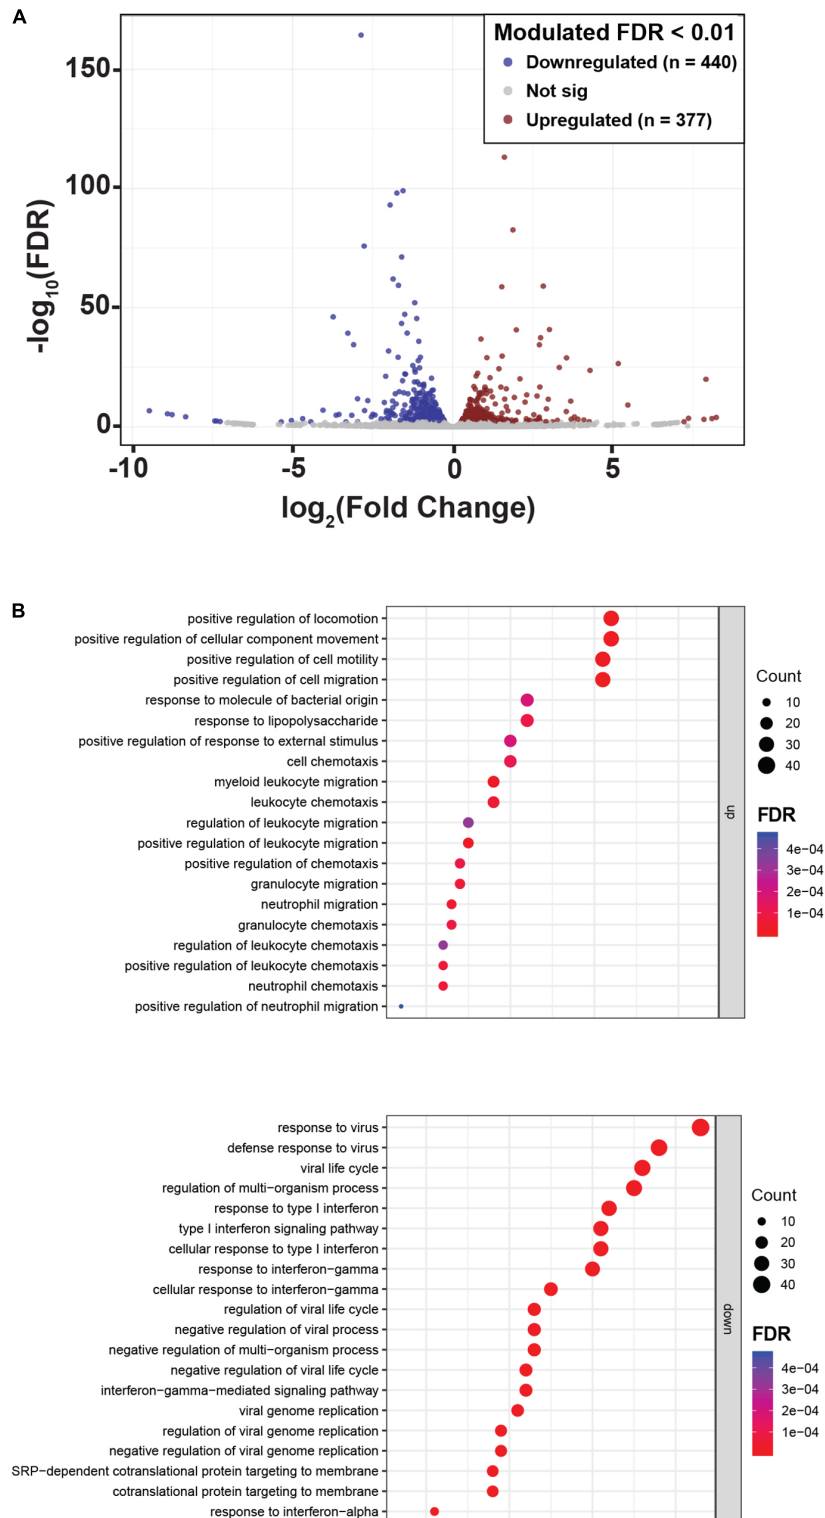 A
Modulated FDR < 0.01
Downregulated (n = 440)
Not sig
Upregulated (n = 377)
150
100
50
0
-log10(FDR)
-10
-5
0
5
log2(Fold Change)
B
positive regulation of locomotion
positive regulation of cellular component movement
positive regulation of cell motility
positive regulation of cell migration
response to molecule of bacterial origin
response to lipopolysaccharide
positive regulation of response to external stimulus
cell chemotaxis
myeloid leukocyte migration
leukocyte chemotaxis
regulation of leukocyte migration
positive regulation of leukocyte migration
positive regulation of chemotaxis
granulocyte migration
neutrophil migration
granulocyte chemotaxis
regulation of leukocyte chemotaxis
positive regulation of leukocyte chemotaxis
neutrophil chemotaxis
positive regulation of neutrophil migration
up
Count
10
20
30
40
FDR
4e−04
3e−04
2e−04
1e−04
response to virus
defense response to virus
viral life cycle
regulation of multi−organism process
response to type I interferon
type I interferon signaling pathway
cellular response to type I interferon
response to interferon−gamma
cellular response to interferon−gamma
regulation of viral life cycle
negative regulation of viral process
negative regulation of multi−organism process
negative regulation of viral life cycle
interferon−gamma−mediated signaling pathway
viral genome replication
regulation of viral genome replication
negative regulation of viral genome replication
SRP−dependent cotranslational protein targeting to membrane
cotranslational protein targeting to membrane
response to interferon−alpha
down
Count
10
20
30
40
FDR
4e−04
3e−04
2e−04
1e−04